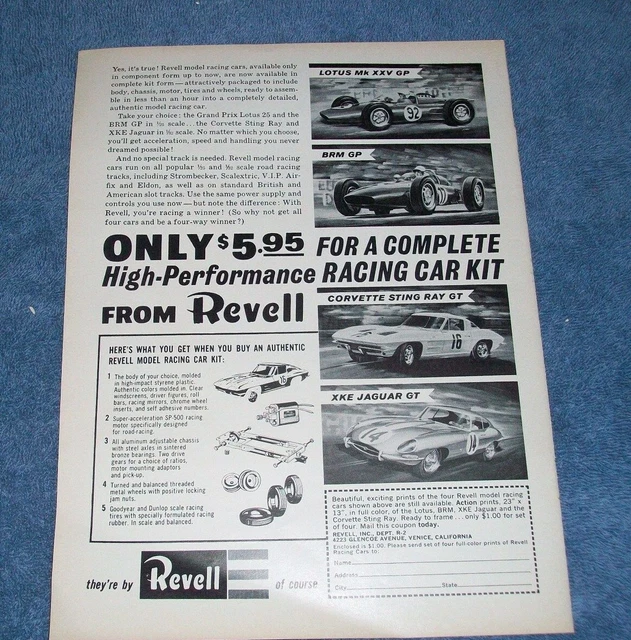 Yes, it's true! Revell model racing cars, available only
in component form up to now, are now available in
complete kit form—attractively packaged to include
body, chassis, motor, tires and wheels, ready to assem-
ble in less than an hour into a completely detailed,
authentic model racing car.
Take your choice: the Grand Prix Lotus 25 and the
BRM GP in scale...the Corvette Sting Ray and
XKE Jaguar in scale. No matter which you choose,
you'll get acceleration, speed and handling you never
dreamed possible!
And no special track is needed. Revell model racing
cars run on all popular and scale road racing
tracks, including Strombecker, Scalextric, V.I.P. Air-
fix and Eldon, as well as on standard British and
American slot tracks. Use the same power supply and
controls you use now—but note the difference: With
Revell, you're racing a winner! (So why not get all
four cars and be a four-way winner?)
LOTUS Mk XXV GP
92
BRM GP
ONLY $5.95 FOR A COMPLETE
High-Performance RACING CAR KIT
FROM Revell
CORVETTE STING RAY GT
16
XKE JAGUAR GT
HERE'S WHAT YOU GET WHEN YOU BUY AN AUTHENTIC
REVELL MODEL RACING CAR KIT:
1 The body of your choice, molded
in high-impact styrene plastic.
Authentic colors molded in. Clear
windscreens, driver figures, roll
bars, racing mirrors, chrome wheel
inserts, and self adhesive numbers.
2 Super-acceleration SP-500 racing
motor specifically designed
for road-racing.
3 All aluminum adjustable chassis
with steel axles in sintered
bronze bearings. Two drive
gears for a choice of ratios,
motor mounting adaptors
and pick-up.
4 Turned and balanced threaded
metal wheels with positive locking
jam nuts.
5 Goodyear and Dunlop scale racing
tires with specially formulated racing
rubber. In scale and balanced.
Beautiful, exciting prints of the four Revell model racing
cars shown above are still available. Action prints, 23" x
13", in full color, of the Lotus, BRM, XKE Jaguar and the
Corvette Sting Ray. Ready to frame...only $1.00 for set
of four. Mail this coupon today.
REVELL, INC., DEPT. R-2
4223 GLENCOE AVENUE, VENICE, CALIFORNIA
Enclosed is $1.00. Please send set of four full-color prints of Revell
Racing Cars to:
Name
Address
City State
they're by Revell of course